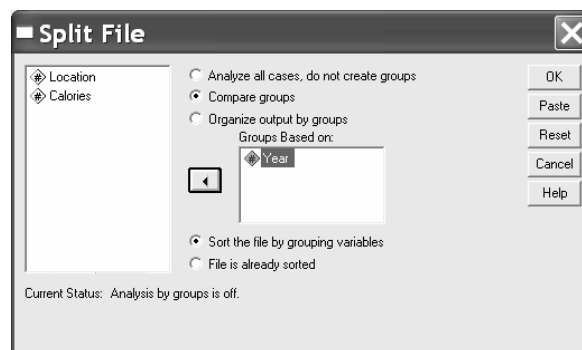 Split File
Location
Calories
Analyze all cases, do not create groups
Compare groups
Organize output by groups
Groups Based on:
Year
Sort the file by grouping variables
File is already sorted
OK
Paste
Reset
Cancel
Help
Current Status: Analysis by groups is off.